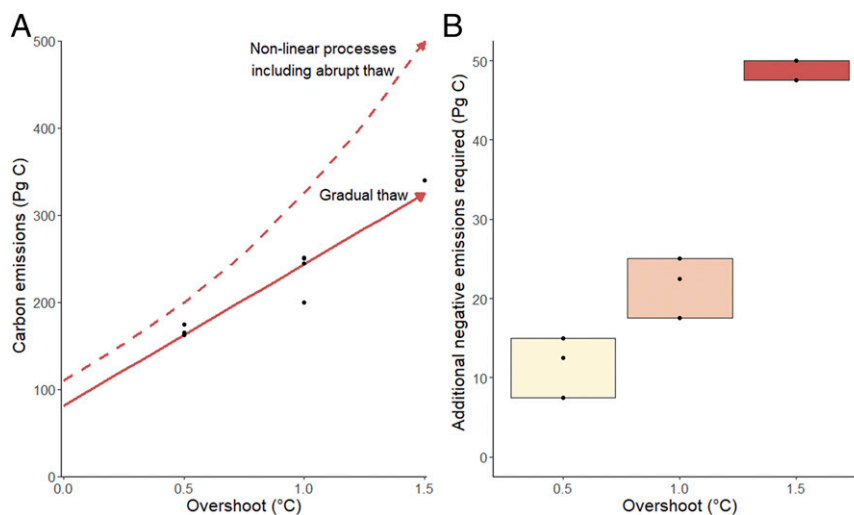 A
Carbon emissions (Pg C)
500
400
300
200
100
0
Non-linear processes
including abrupt thaw
Gradual thaw
0.0
0.5
1.0
1.5
Overshoot (°C)
B
Additional negative emissions required (Pg C)
50
40
30
20
10
0
0.5
1.0
1.5
Overshoot (°C)